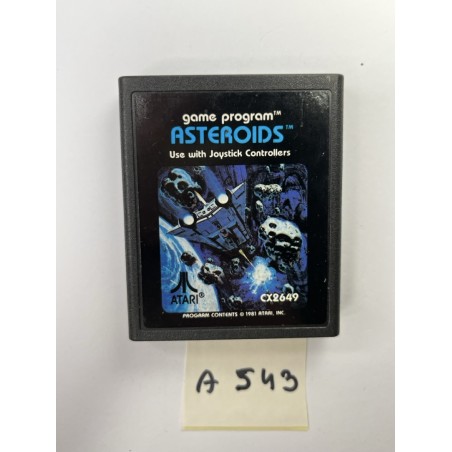 game program™
ASTEROIDS™
Use with Joystick Controllers
ATARI®
CX2649
PROGRAM CONTENTS © 1981 ATARI, INC.
A 543